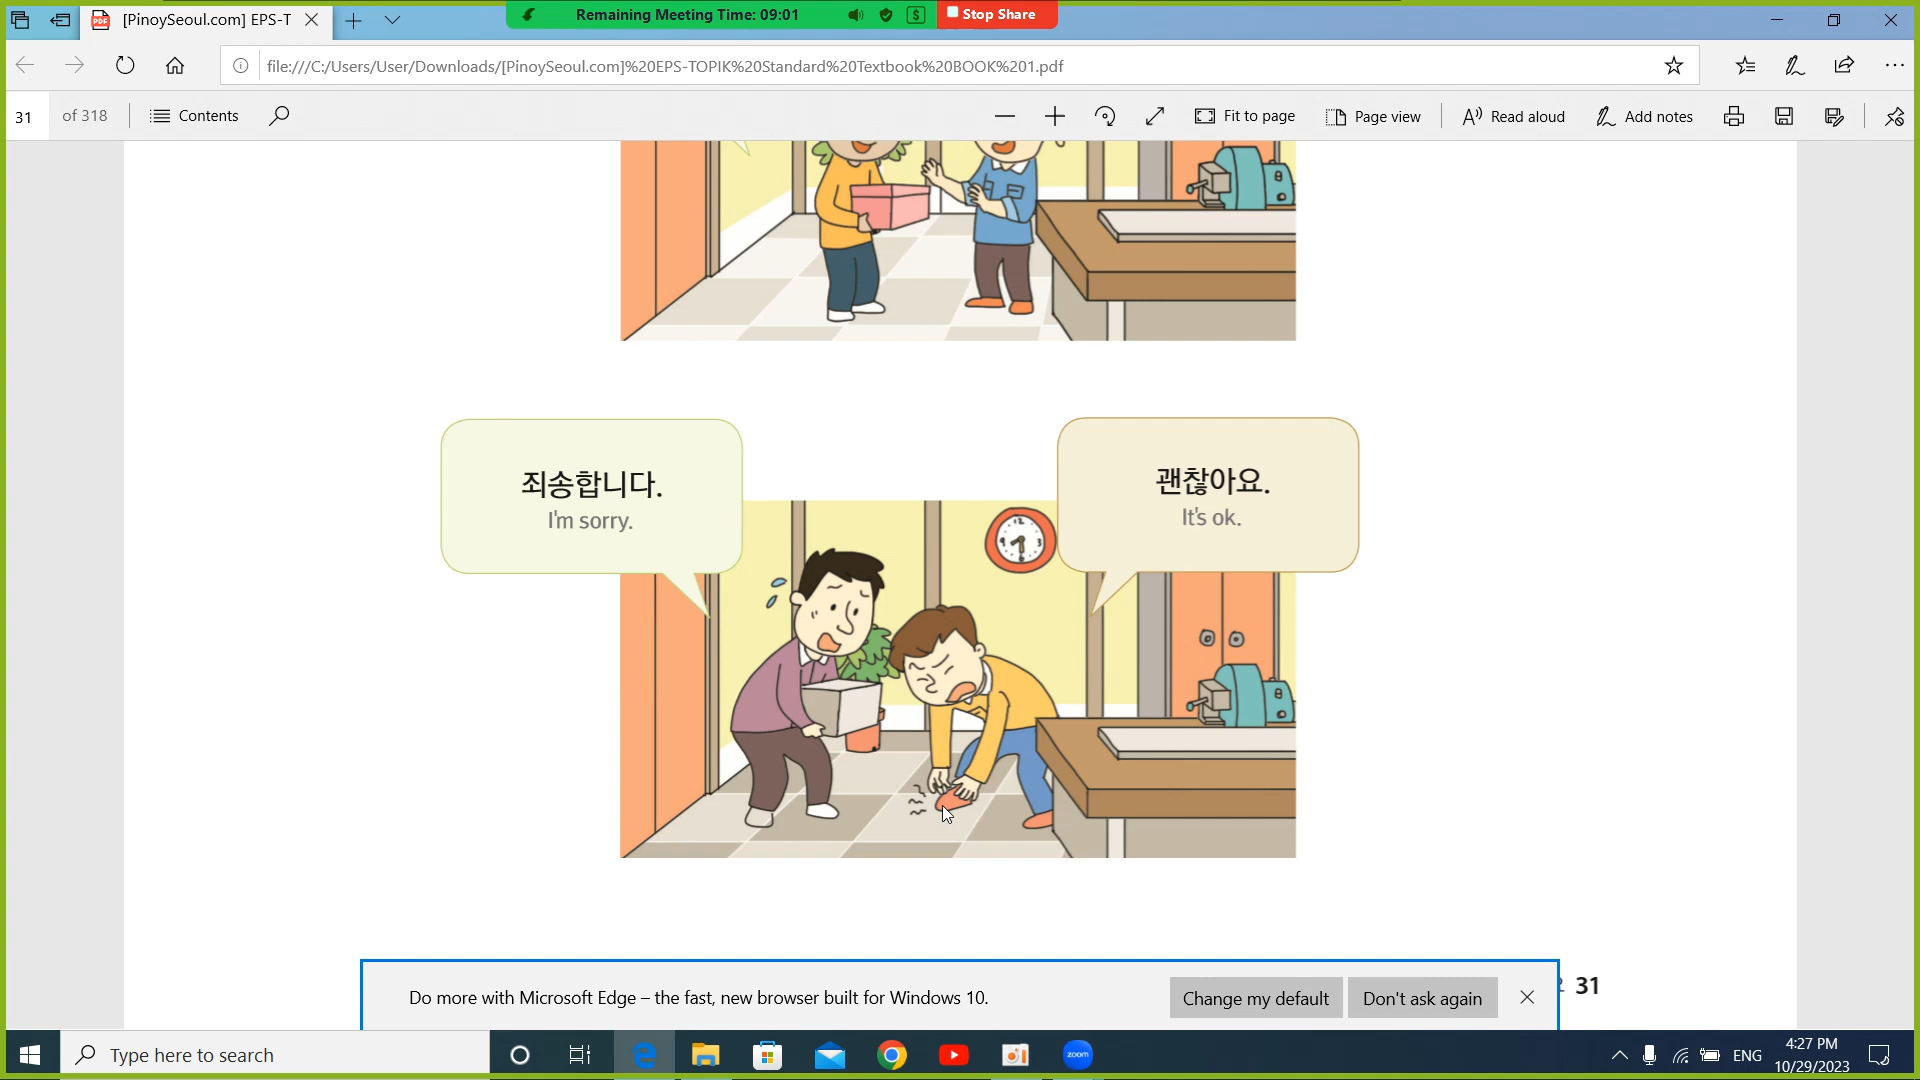 [PinoySeoul.com] EPS-T
Remaining Meeting Time: 09:01
Stop Share
file:///C:/Users/User/Downloads/[PinoySeoul.com]%20EPS-TOPIK%20Standard%20Textbook%20BOOK%201.pdf
31 of 318
Contents
Fit to page
Page view
Read aloud
Add notes
죄송합니다.
I'm sorry.
괜찮아요.
It's ok.
31
Do more with Microsoft Edge – the fast, new browser built for Windows 10.
Change my default
Don't ask again
Type here to search
zoom
ENG
4:27 PM
10/29/2023